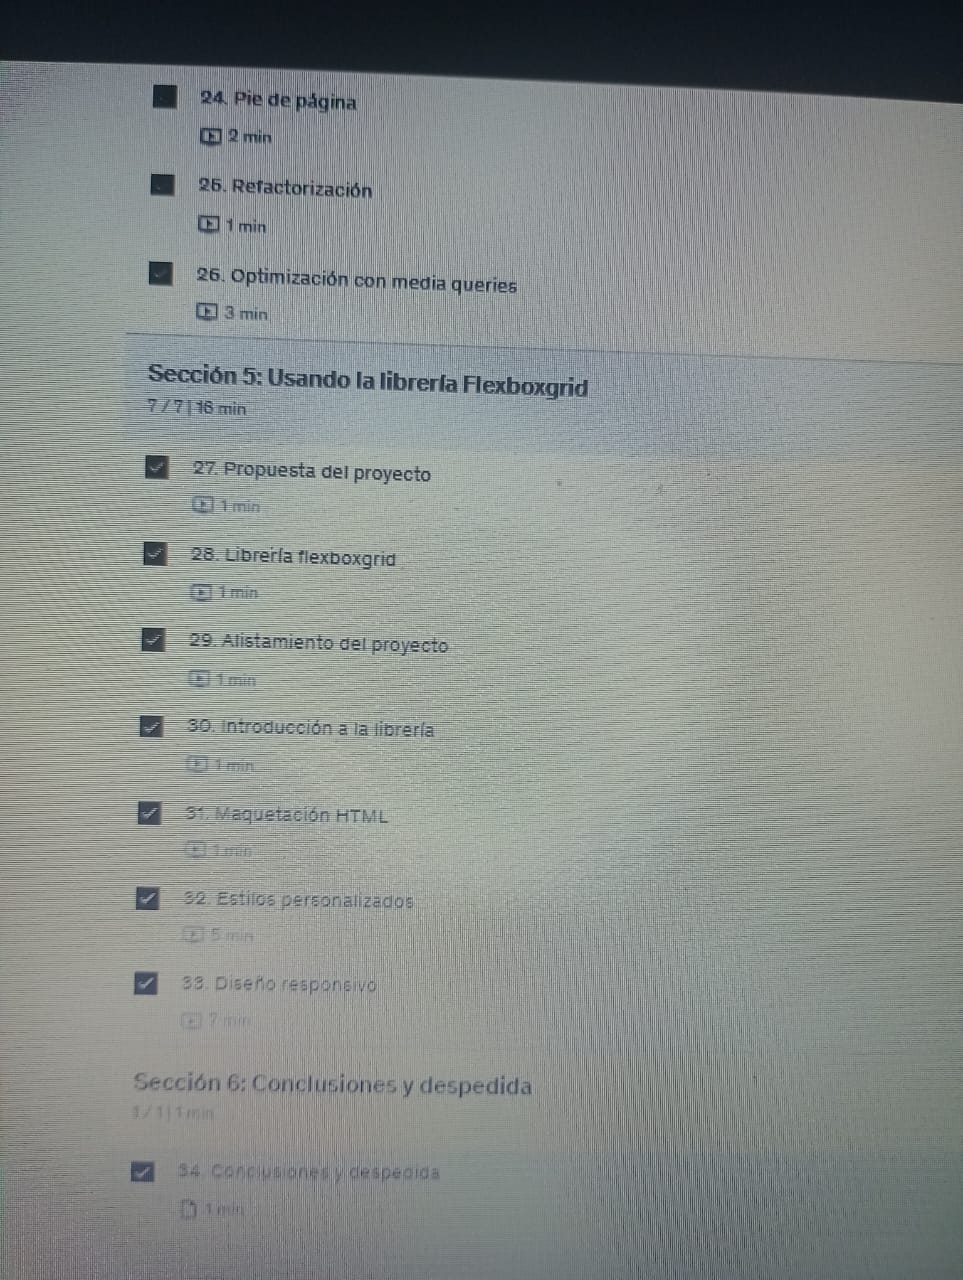 24. Pie de página
2 min
25. Refactorización
1 min
26. Optimización con media queries
3 min
Sección 5: Usando la librería Flexboxgrid
7 / 7 | 16 min
27. Propuesta del proyecto
1 min
28. Librería flexboxgrid
1 min
29. Alistamiento del proyecto
1 min
30. Introducción a la librería
1 min
31. Maquetación HTML
1 min
32. Estilos personalizados
5 min
33. Diseño responsivo
7 min
Sección 6: Conclusiones y despedida
1 / 1 | 1 min
34. Conclusiones y despedida
1 min